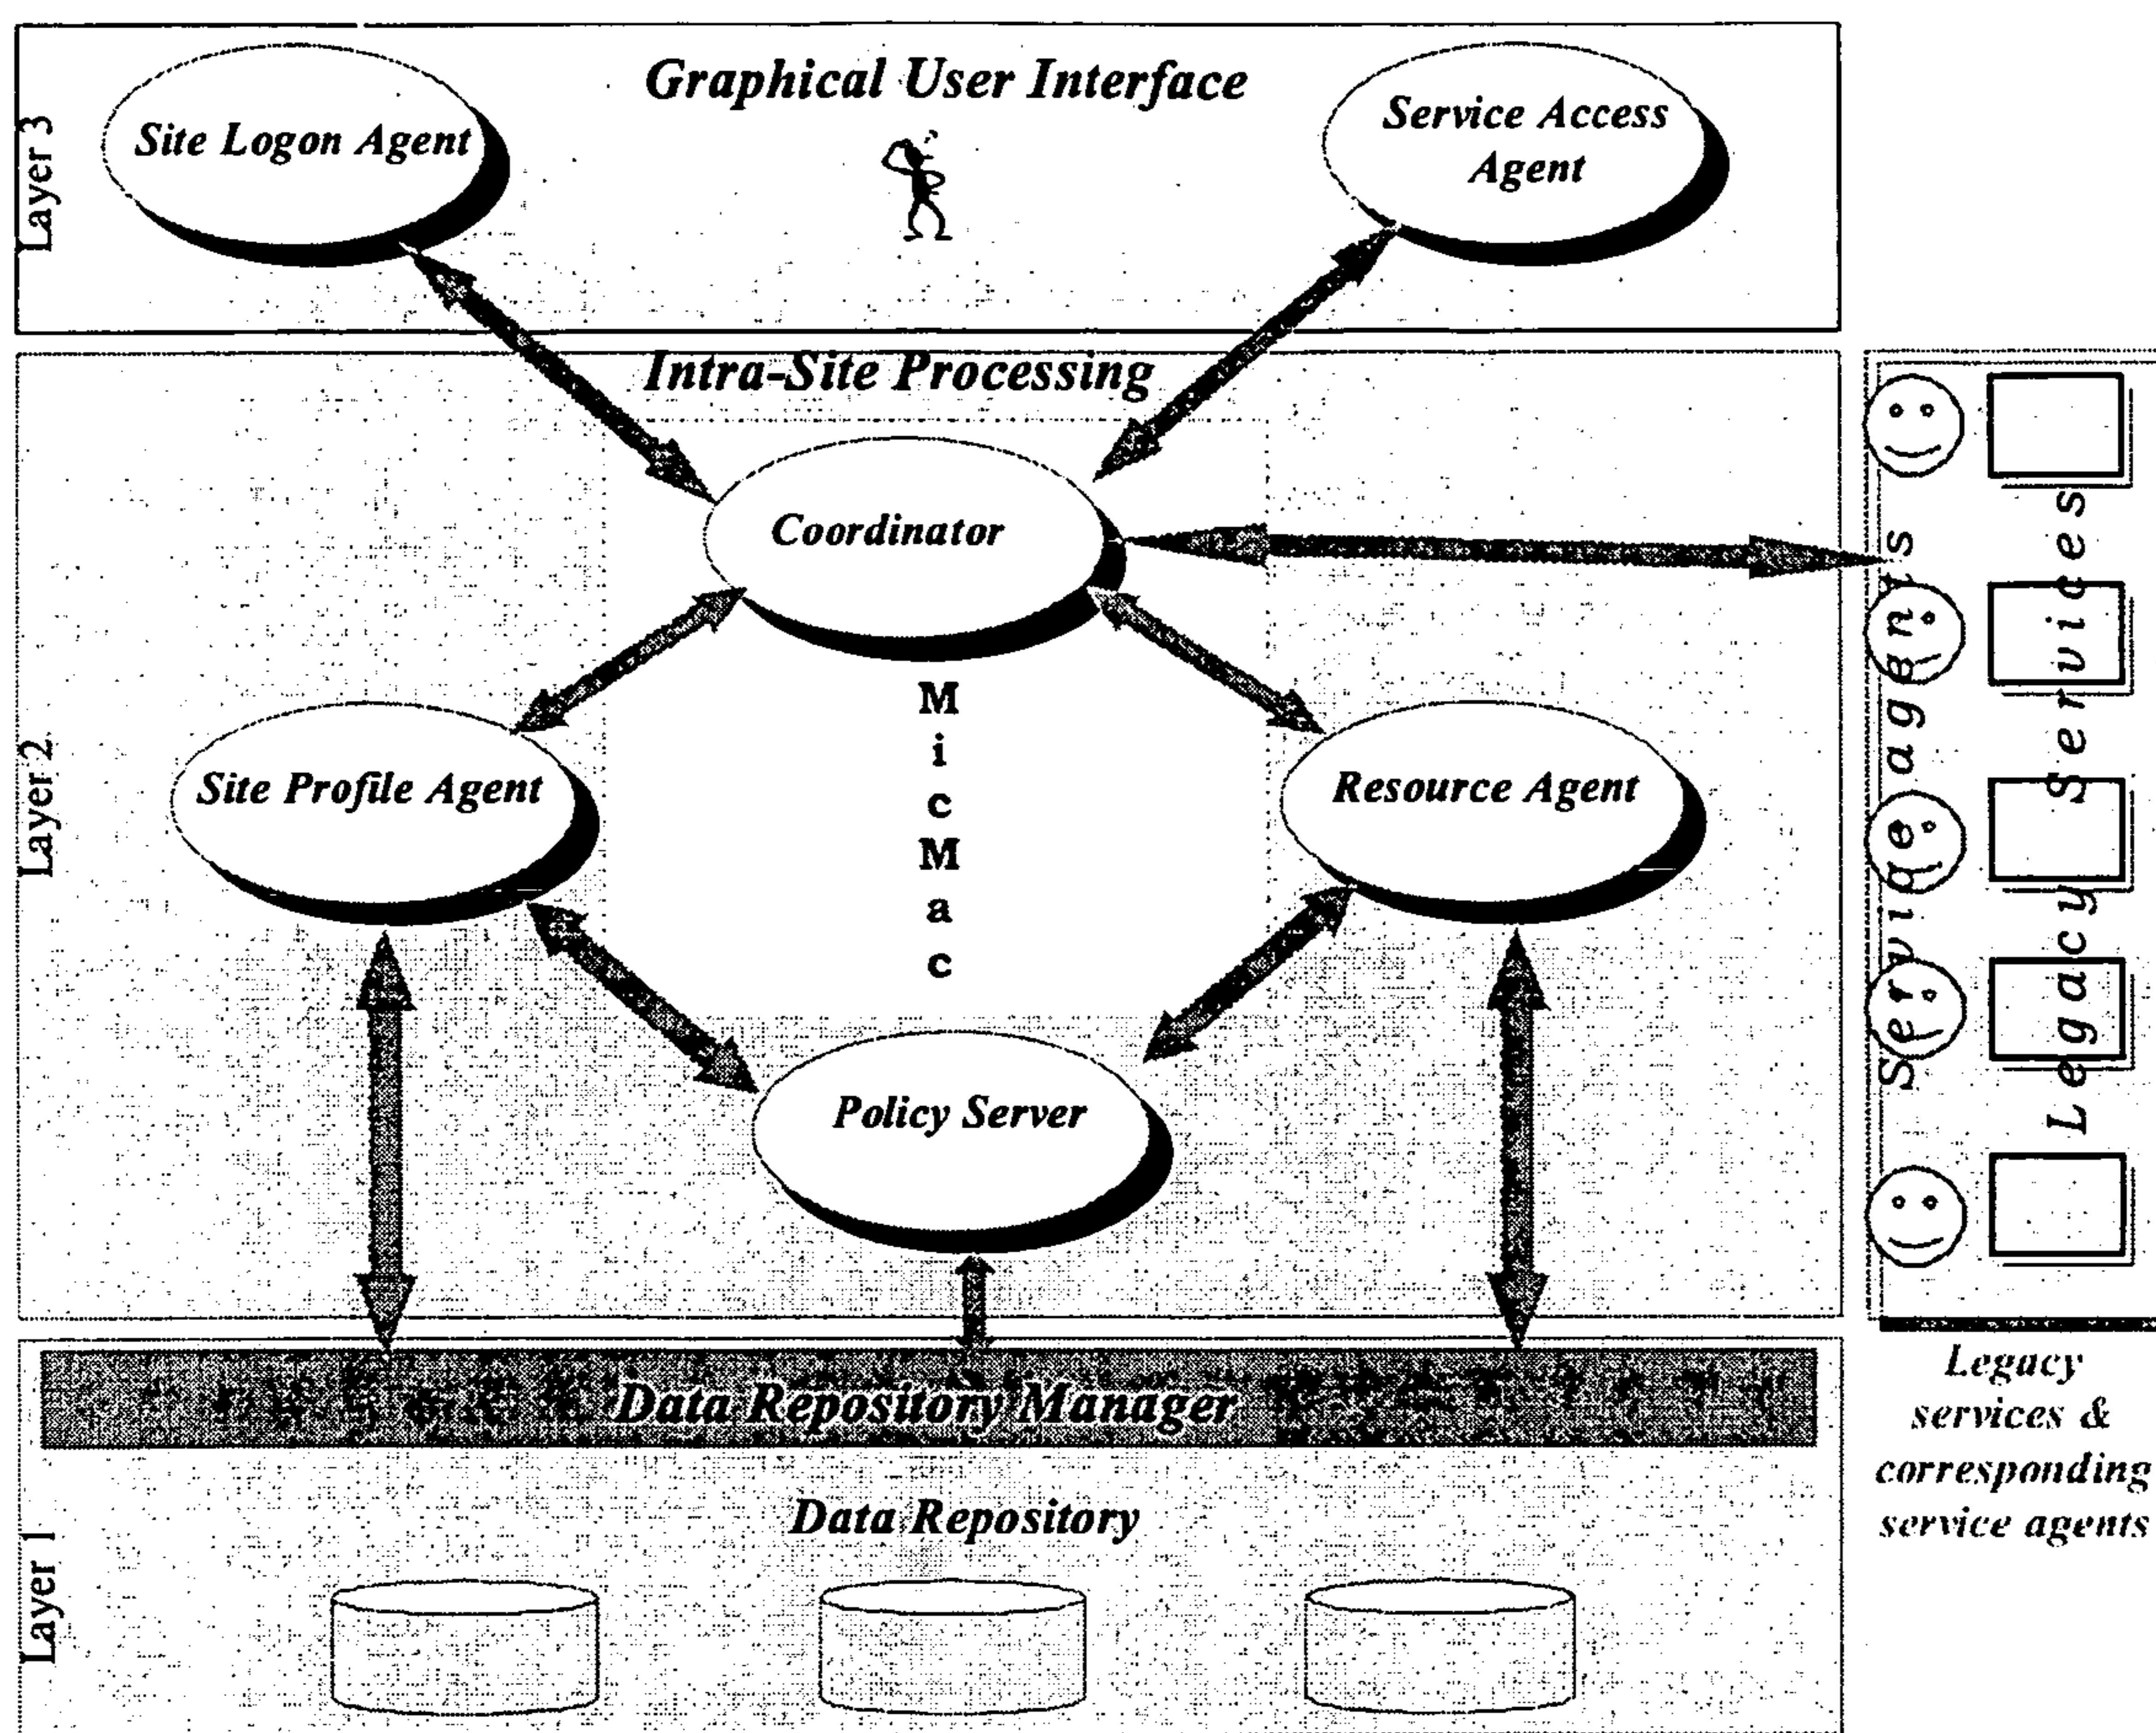 Layer 3
Graphical User Interface
Site Logon Agent
Service Access
Agent
Layer 2
Intra-Site Processing
Coordinator
M
i
c
M
a
c
Site Profile Agent
Resource Agent
Policy Server
Service agents
Legacy Services
Legacy
services &
corresponding
service agents
Layer 1
Data Repository Manager
Data Repository